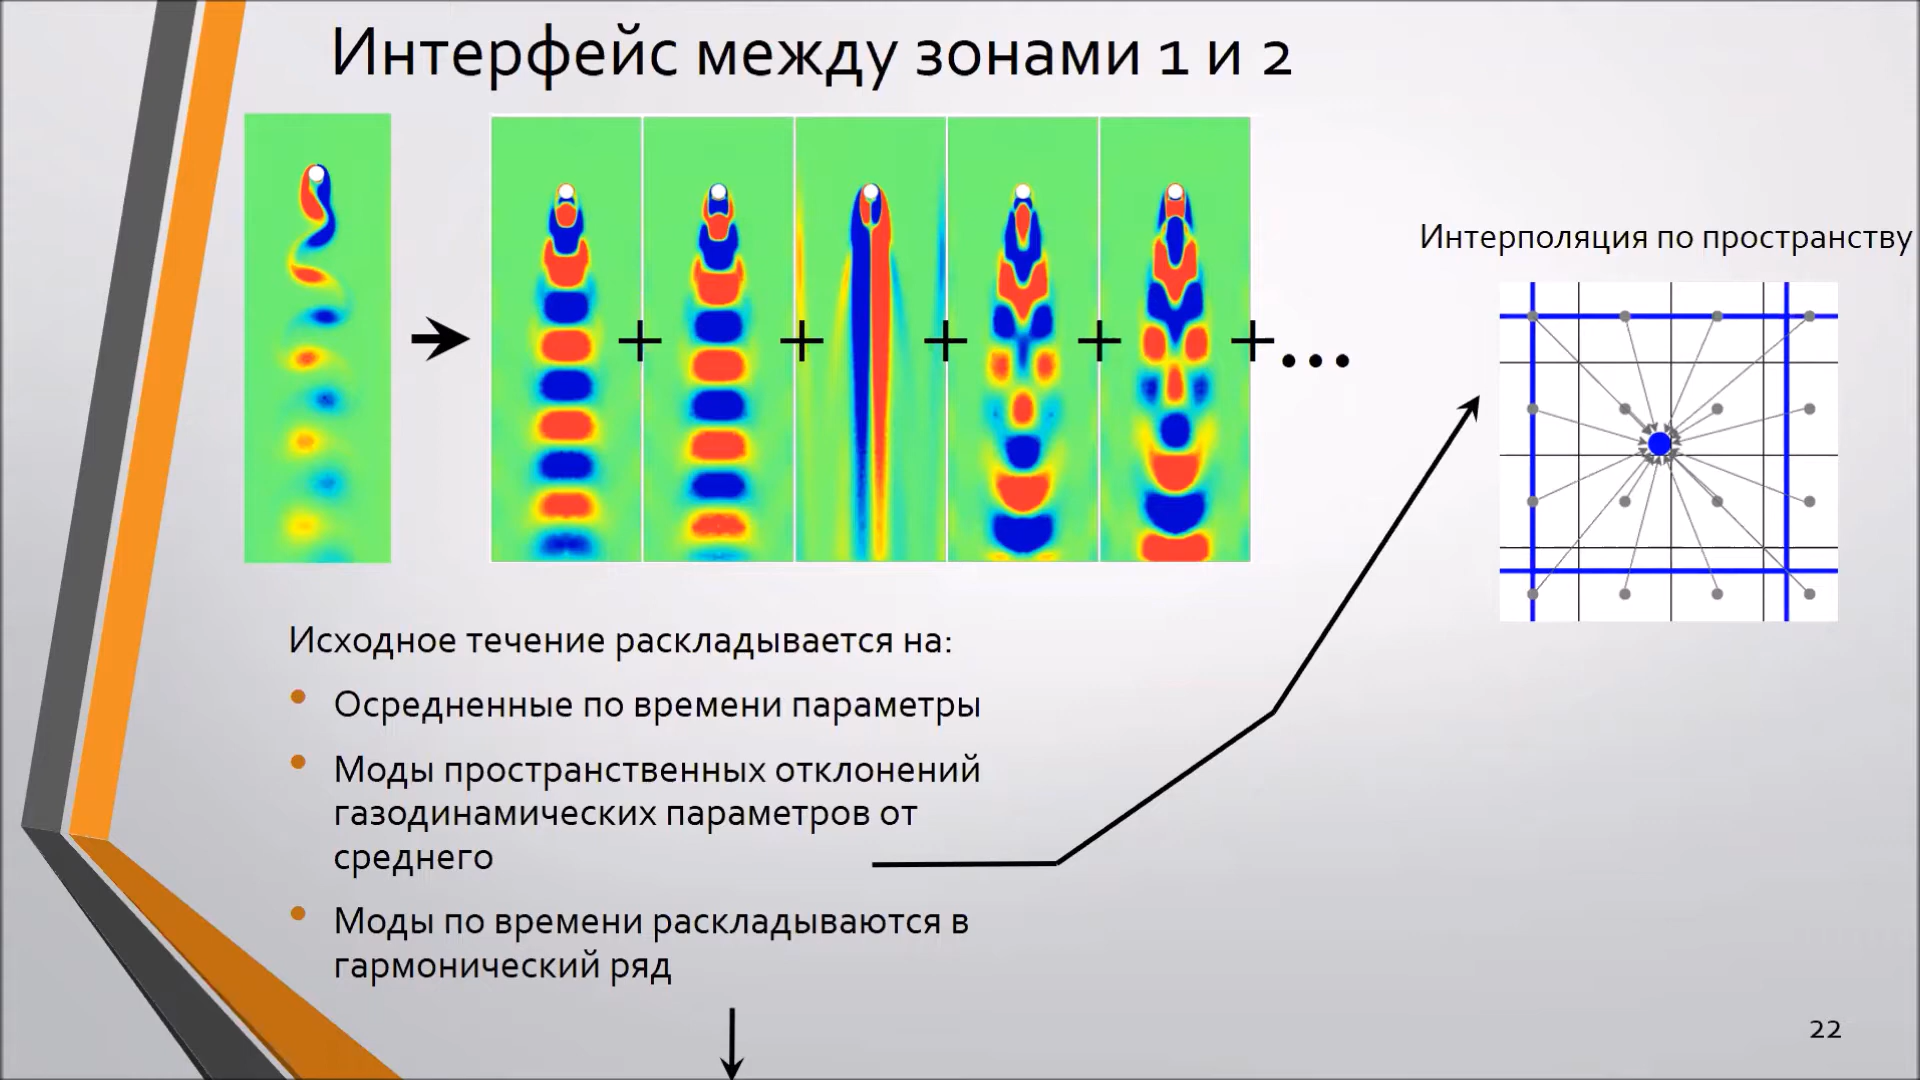 Интерфейс между зонами 1 и 2
Интерполяция по пространству
Исходное течение раскладывается на:
• Осредненные по времени параметры
• Моды пространственных отклонений
газодинамических параметров от
среднего
• Моды по времени раскладываются в
гармонический ряд
22